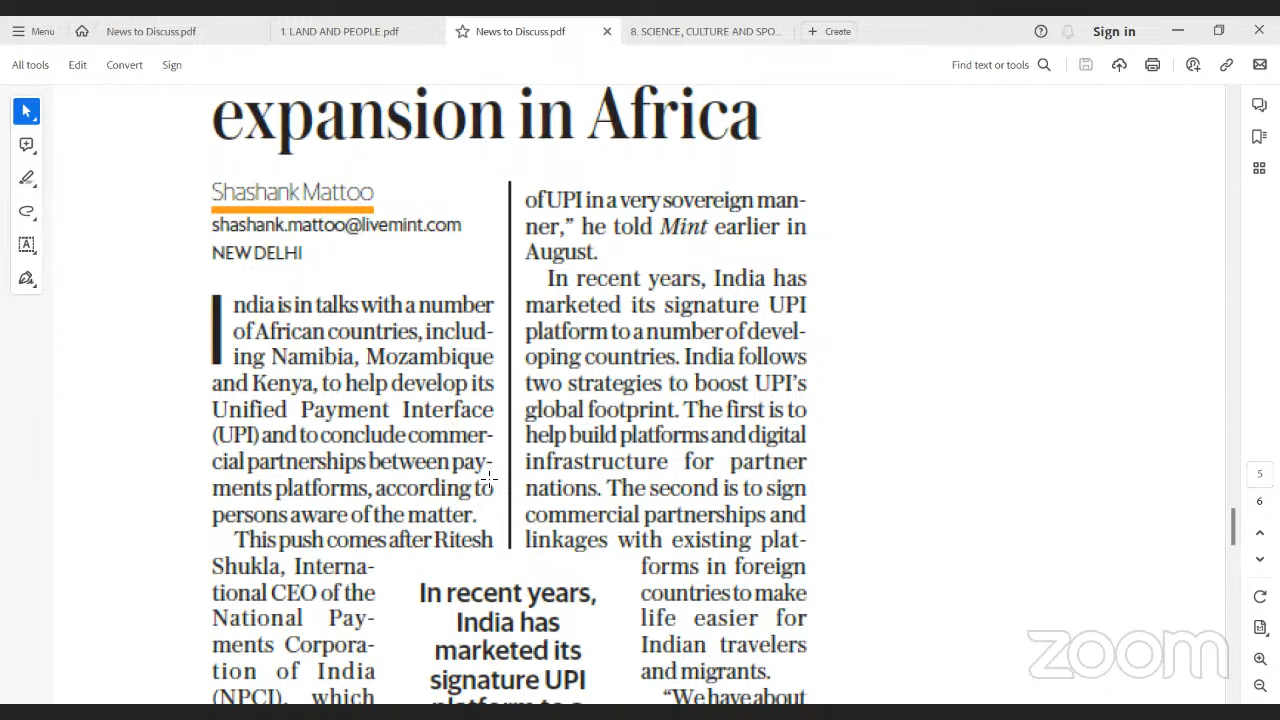 Menu
News to Discuss.pdf
1. LAND AND PEOPLE.pdf
News to Discuss.pdf
8. SCIENCE, CULTURE AND SPO...
Create
Sign in
All tools
Edit
Convert
Sign
Find text or tools
expansion in Africa
Shashank Mattoo
shashank.mattoo@livemint.com
NEW DELHI
India is in talks with a number
of African countries, includ-
ing Namibia, Mozambique
and Kenya, to help develop its
Unified Payment Interface
(UPI) and to conclude commer-
cial partnerships between pay-
ments platforms, according to
persons aware of the matter.
This push comes after Ritesh
Shukla, Interna-
tional CEO of the
National Pay-
ments Corpora-
tion of India
(NPCI), which
In recent years,
India has
marketed its
signature UPI
platform to a
of UPI in a very sovereign man-
ner,” he told Mint earlier in
August.
In recent years, India has
marketed its signature UPI
platform to a number of devel-
oping countries. India follows
two strategies to boost UPI’s
global footprint. The first is to
help build platforms and digital
infrastructure for partner
nations. The second is to sign
commercial partnerships and
linkages with existing plat-
forms in foreign
countries to make
life easier for
Indian travelers
and migrants.
“We have about
5
6
zoom